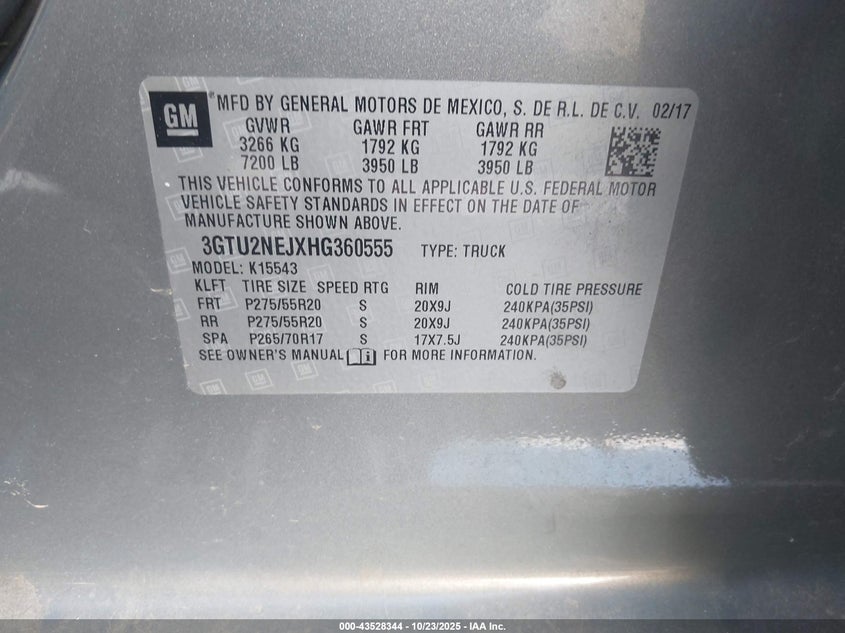 GM
MFD BY GENERAL MOTORS DE MEXICO, S. DE R.L. DE C.V. 02/17
GVWR GAWR FRT GAWR RR
3266 KG 1792 KG 1792 KG
7200 LB 3950 LB 3950 LB
THIS VEHICLE CONFORMS TO ALL APPLICABLE U.S. FEDERAL MOTOR
VEHICLE SAFETY STANDARDS IN EFFECT ON THE DATE OF
MANUFACTURE SHOWN ABOVE.
3GTU2NEJXHG360555 TYPE: TRUCK
MODEL: K15543
KLFT TIRE SIZE SPEED RTG RIM COLD TIRE PRESSURE
FRT P275/55R20 S 20X9J 240KPA(35PSI)
RR P275/55R20 S 20X9J 240KPA(35PSI)
SPA P265/70R17 S 17X7.5J 240KPA(35PSI)
SEE OWNER'S MANUAL FOR MORE INFORMATION.
000-43528344 | 10/23/2025 | IAA Inc.